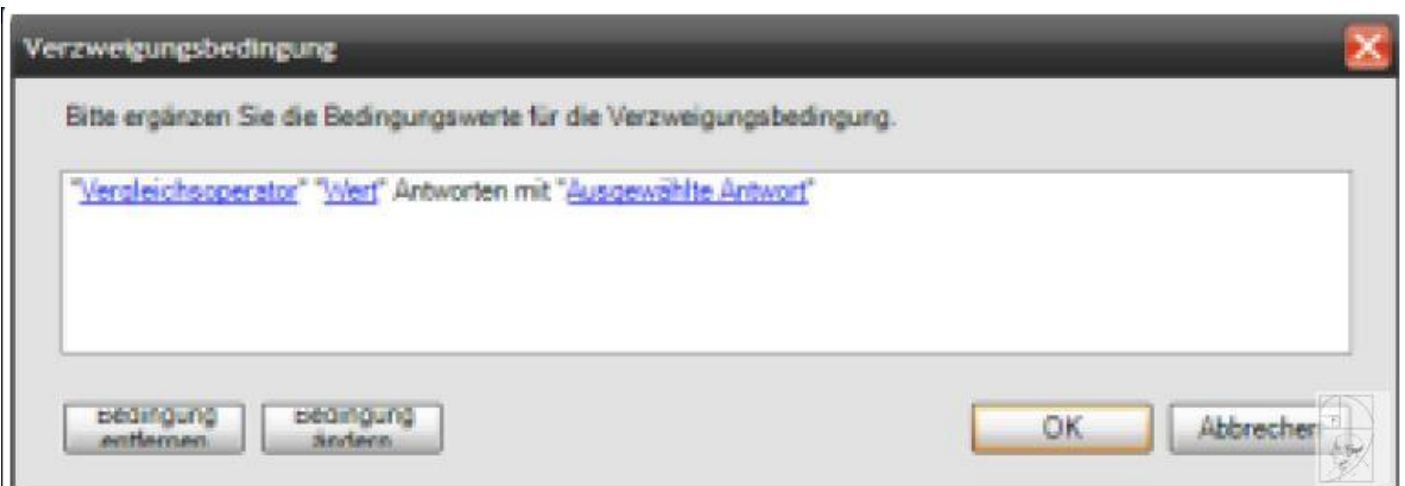 Verzweigungsbedingung
Bitte ergänzen Sie die Bedingungswerte für die Verzweigungsbedingung.
"Vergleichsoperator" "Wert" Antworten mit "Ausgewählte Antwort"
Bedingung
entfernen
Bedingung
ändern
OK
Abbrechen